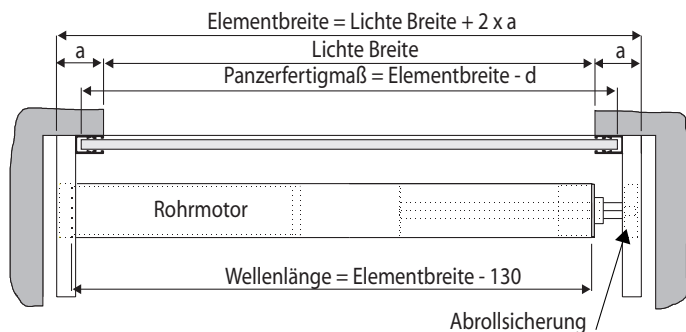 Elementbreite = Lichte Breite + 2 x a
a
Lichte Breite
a
Panzerfertigmaß = Elementbreite - d
Rohrmotor
Wellenlänge = Elementbreite - 130
Abrollsicherung